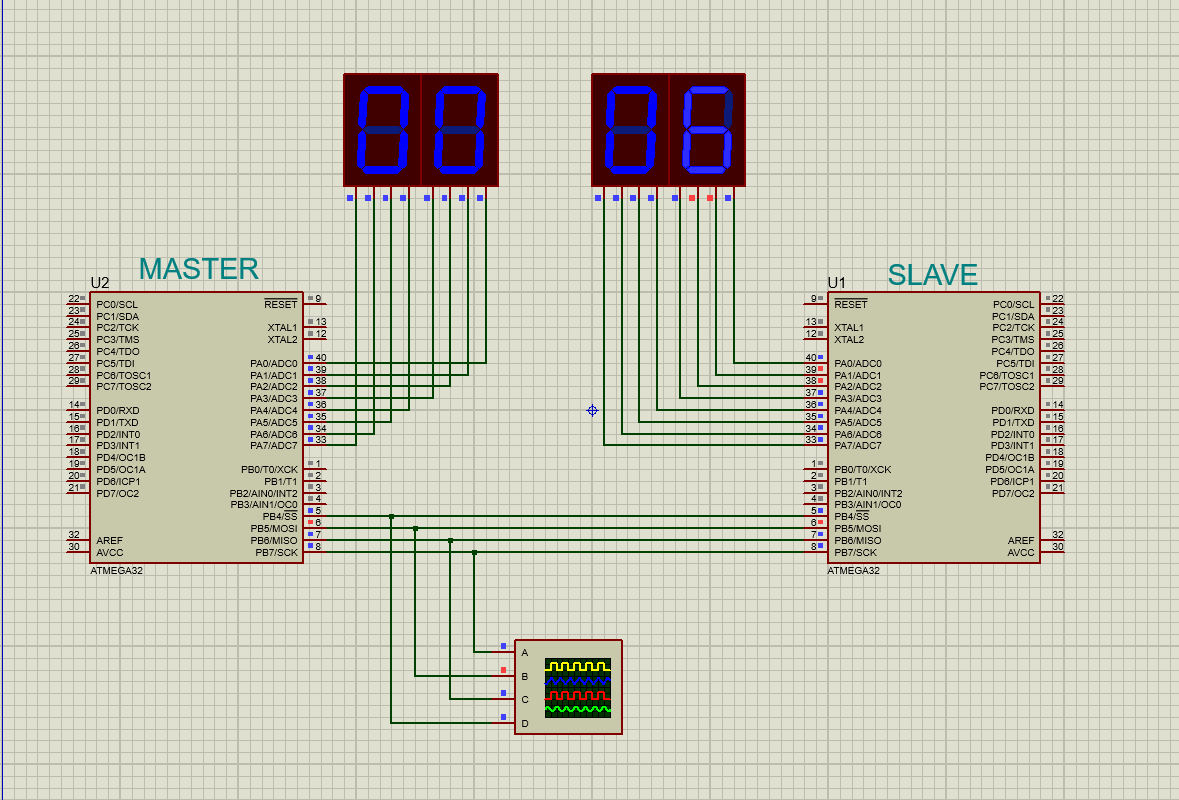 00
06
MASTER
SLAVE
U2
22 PC0/SCL
23 PC1/SDA
24 PC2/TCK
25 PC3/TMS
26 PC4/TDO
27 PC5/TDI
28 PC6/TOSC1
29 PC7/TOSC2
14 PD0/RXD
15 PD1/TXD
16 PD2/INT0
17 PD3/INT1
18 PD4/OC1B
19 PD5/OC1A
20 PD6/ICP1
21 PD7/OC2
32 AREF
30 AVCC
RESET 9
XTAL1 13
XTAL2 12
PA0/ADC0 40
PA1/ADC1 39
PA2/ADC2 38
PA3/ADC3 37
PA4/ADC4 36
PA5/ADC5 35
PA6/ADC6 34
PA7/ADC7 33
PB0/T0/XCK 1
PB1/T1 2
PB2/AIN0/INT2 3
PB3/AIN1/OC0 4
PB4/SS 5
PB5/MOSI 6
PB6/MISO 7
PB7/SCK 8
ATMEGA32
U1
9 RESET
13 XTAL1
12 XTAL2
40 PA0/ADC0
39 PA1/ADC1
38 PA2/ADC2
37 PA3/ADC3
36 PA4/ADC4
35 PA5/ADC5
34 PA6/ADC6
33 PA7/ADC7
1 PB0/T0/XCK
2 PB1/T1
3 PB2/AIN0/INT2
4 PB3/AIN1/OC0
5 PB4/SS
6 PB5/MOSI
7 PB6/MISO
8 PB7/SCK
PC0/SCL 22
PC1/SDA 23
PC2/TCK 24
PC3/TMS 25
PC4/TDO 26
PC5/TDI 27
PC6/TOSC1 28
PC7/TOSC2 29
PD0/RXD 14
PD1/TXD 15
PD2/INT0 16
PD3/INT1 17
PD4/OC1B 18
PD5/OC1A 19
PD6/ICP1 20
PD7/OC2 21
AREF 32
AVCC 30
ATMEGA32
A
B
C
D